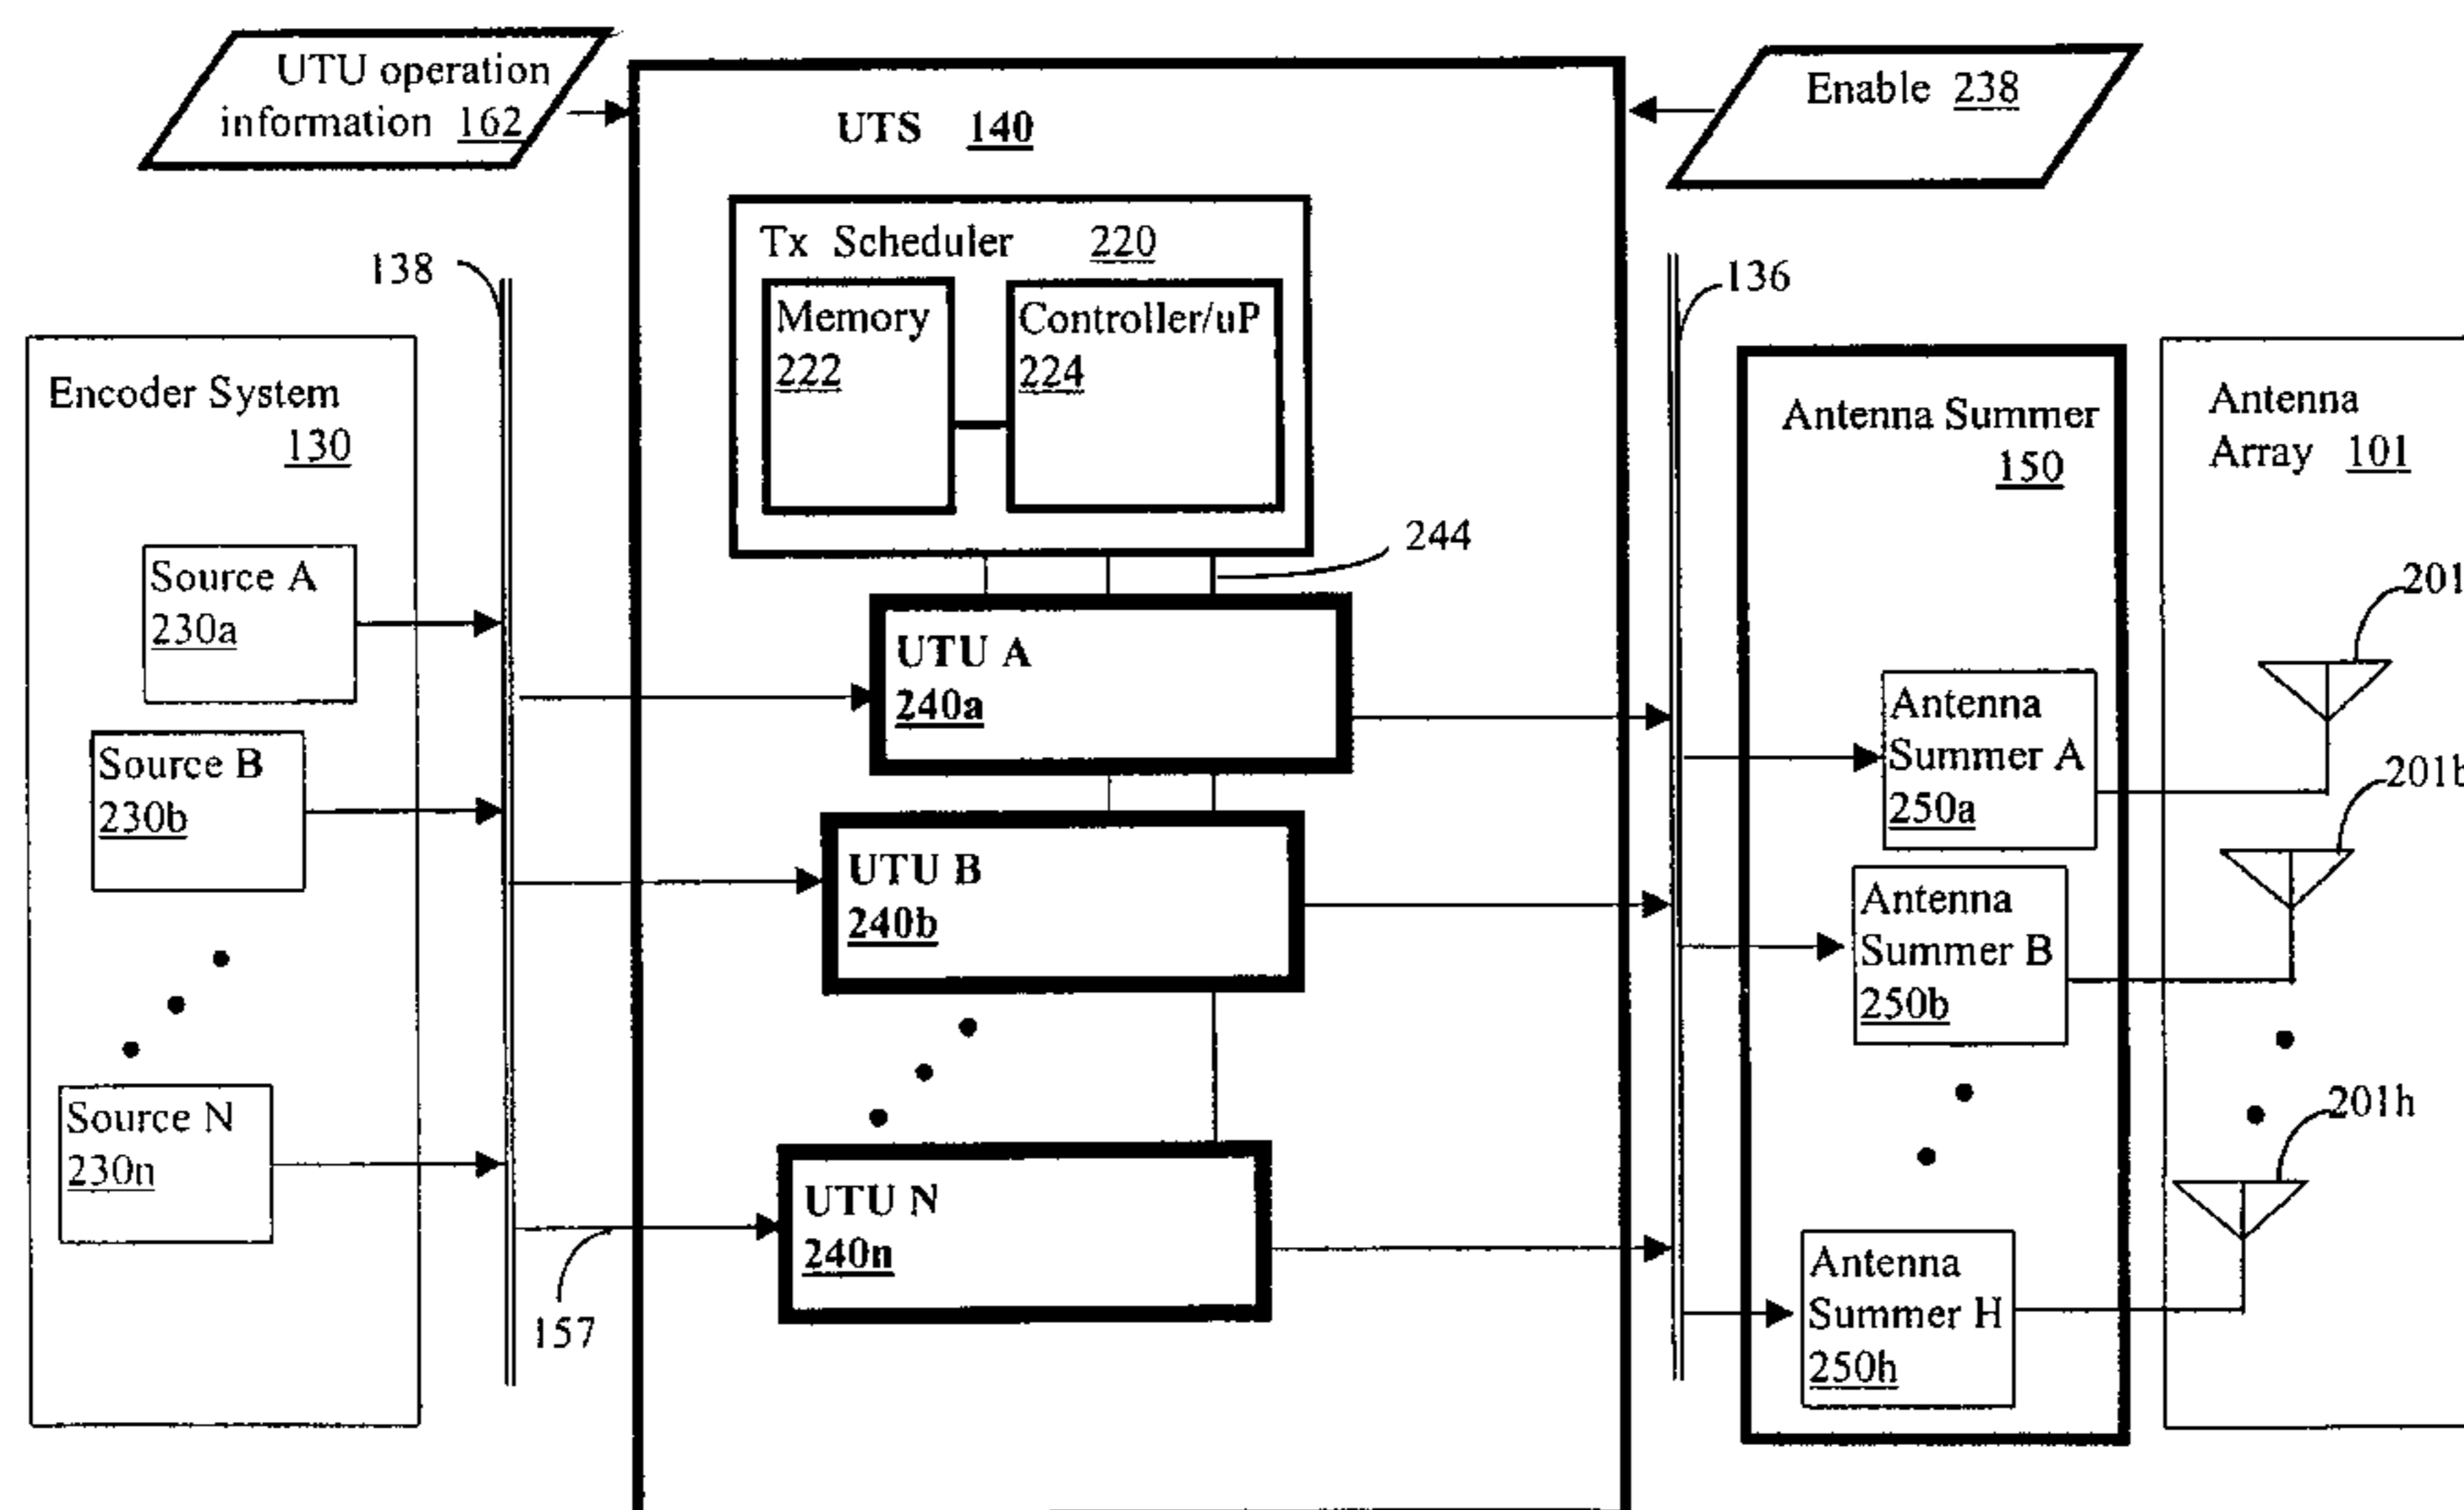 UTU operation
information 162
Enable 238
UTS 140
Tx Scheduler 220
Memory
222
Controller/uP
224
138
136
244
Encoder System
130
Source A
230a
Source B
230b
Source N
230n
157
UTU A
240a
UTU B
240b
UTU N
240n
Antenna Summer
150
Antenna
Summer A
250a
Antenna
Summer B
250b
Antenna
Summer H
250h
Antenna
Array 101
201
201b
201h